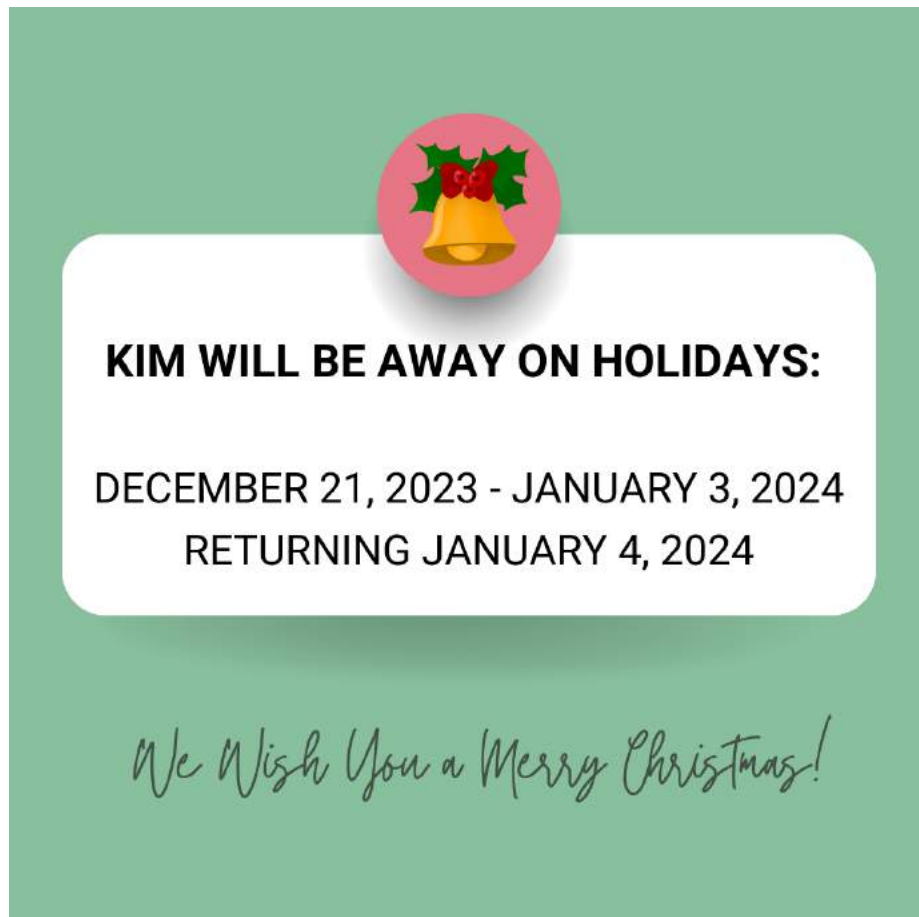 KIM WILL BE AWAY ON HOLIDAYS:
DECEMBER 21, 2023 - JANUARY 3, 2024
RETURNING JANUARY 4, 2024
We Wish You a Merry Christmas!